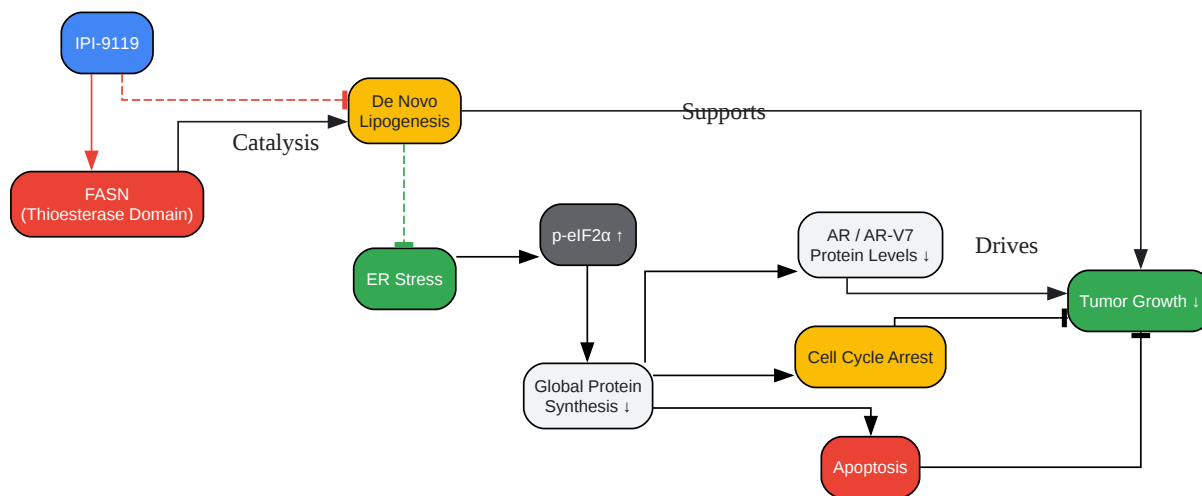 IPI-9119
De Novo
Lipogenesis
Supports
Catalysis
FASN
(Thioesterase Domain)
p-eIF2α ↑
AR / AR-V7
Protein Levels ↓
Drives
ER Stress
Tumor Growth ↓
Cell Cycle Arrest
Global Protein
Synthesis ↓
Apoptosis